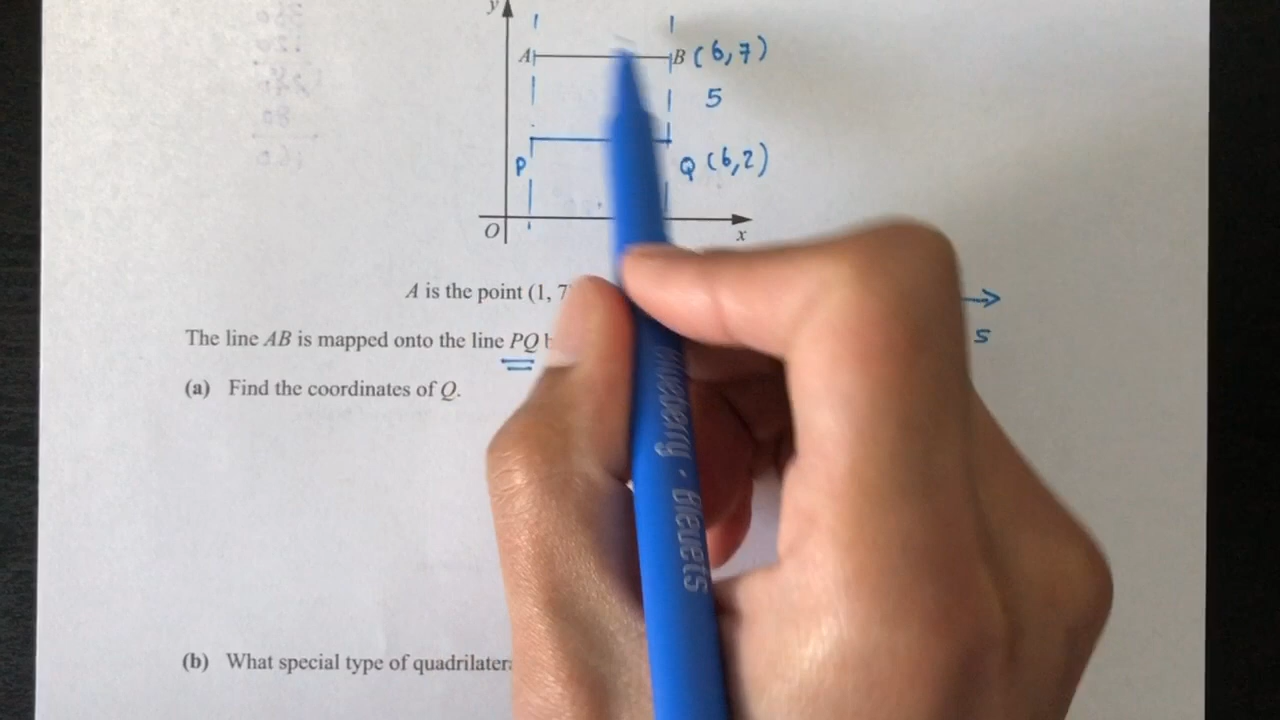 y
A B (6,7)
5
P Q (6,2)
O x
A is the point (1, 7
The line AB is mapped onto the line PQ b
5
(a) Find the coordinates of Q.
blueberry · bleuets
(b) What special type of quadrilater